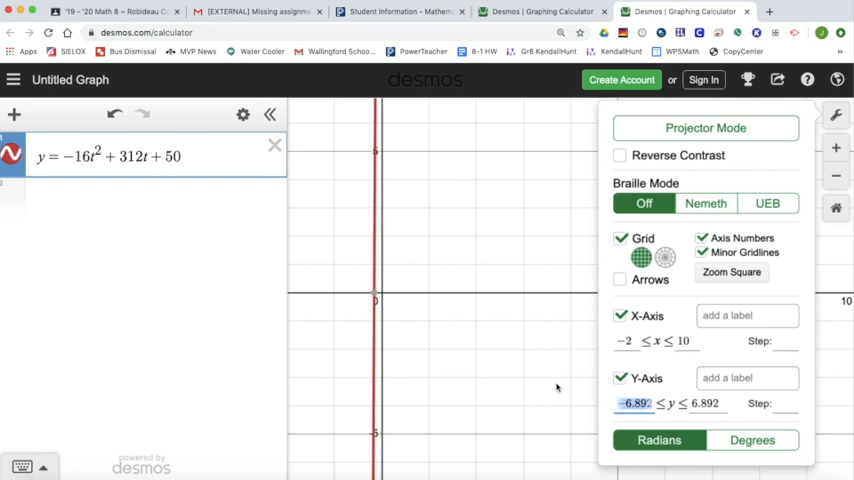 '19 - '20 Math 8 ~ Robideau C
[EXTERNAL] Missing assignme
Student Information - Mathem
Desmos | Graphing Calculator
Desmos | Graphing Calculator
desmos.com/calculator
Apps
SIELOX
Bus Dismissal
MVP News
Water Cooler
Wallingford Schoo...
PowerTeacher
8-1 HW
Gr8 KendallHunt
KendallHunt
WPSMath
CopyCenter
Untitled Graph
desmos
Create Account
or
Sign In
1
y = −16t² + 312t + 50
2
powered by
desmos
5
0
10
-5
Projector Mode
Reverse Contrast
Braille Mode
Off
Nemeth
UEB
Grid
Axis Numbers
Minor Gridlines
Arrows
Zoom Square
X-Axis
add a label
−2 ≤ x ≤ 10
Step:
Y-Axis
add a label
−6.892 ≤ y ≤ 6.892
Step:
Radians
Degrees